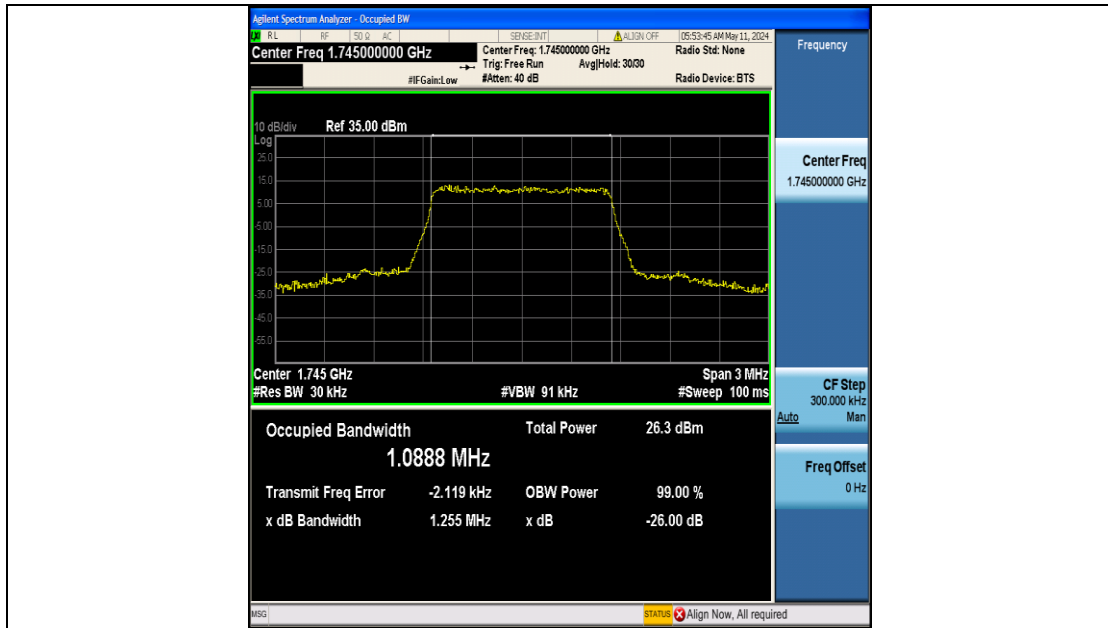 Agilent Spectrum Analyzer - Occupied BW
RL RF 50 Ω AC SENSE:INT ALIGN OFF 05:53:45 AM May 11, 2024
Center Freq 1.745000000 GHz Center Freq: 1.745000000 GHz Radio Std: None
Trig: Free Run Avg|Hold: 30/30
#IFGain:Low #Atten: 40 dB Radio Device: BTS
10 dB/div Ref 35.00 dBm
Log
25.0
15.0
5.00
-5.00
-15.0
-25.0
-35.0
-45.0
-55.0
Center 1.745 GHz Span 3 MHz
#Res BW 30 kHz #VBW 91 kHz #Sweep 100 ms
Occupied Bandwidth Total Power 26.3 dBm
1.0888 MHz
Transmit Freq Error -2.119 kHz OBW Power 99.00 %
x dB Bandwidth 1.255 MHz x dB -26.00 dB
MSG STATUS Align Now, All required
Frequency
Center Freq
1.745000000 GHz
CF Step
300.000 kHz
Auto Man
Freq Offset
0 Hz